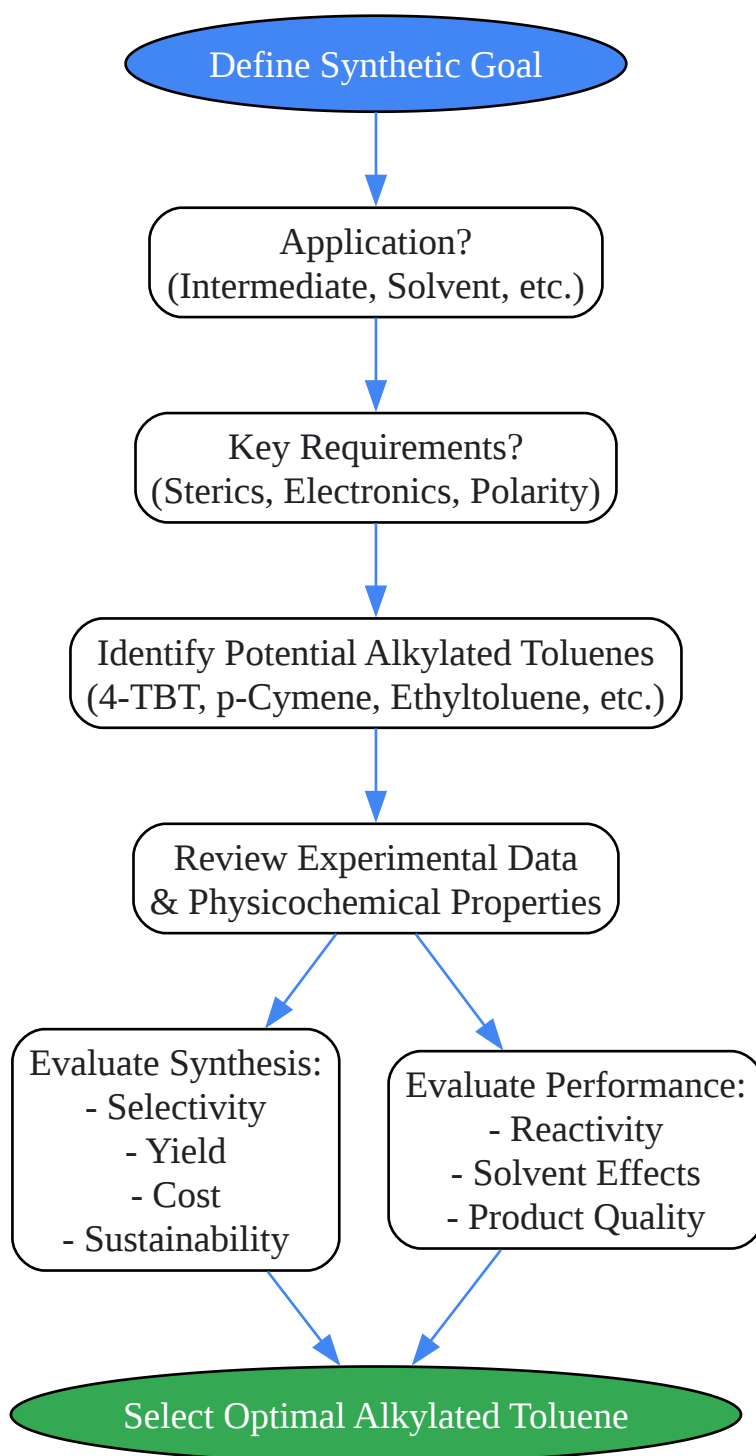 Define Synthetic Goal
Application?
(Intermediate, Solvent, etc.)
Key Requirements?
(Sterics, Electronics, Polarity)
Identify Potential Alkylated Toluenes
(4-TBT, p-Cymene, Ethyltoluene, etc.)
Review Experimental Data
& Physicochemical Properties
Evaluate Synthesis:
- Selectivity
- Yield
- Cost
- Sustainability
Evaluate Performance:
- Reactivity
- Solvent Effects
- Product Quality
Select Optimal Alkylated Toluene